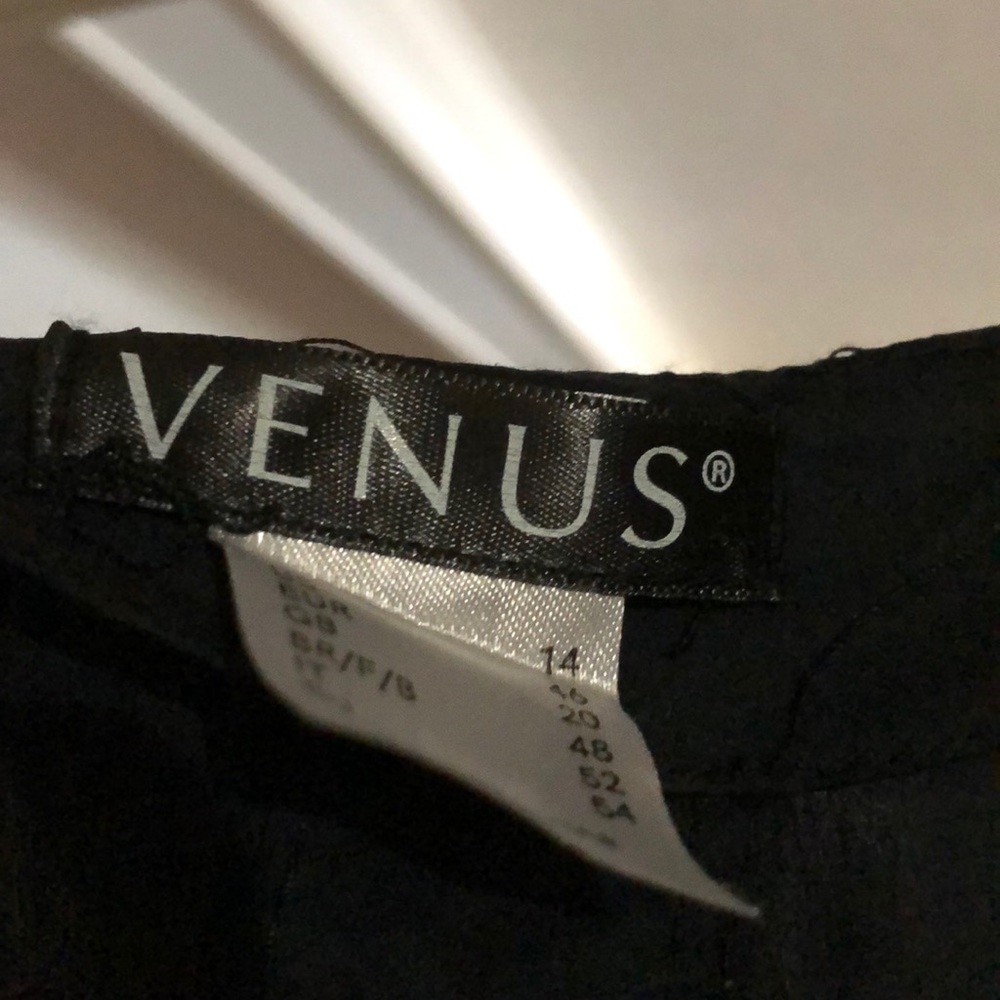 VENUS®
14
EUR 46
GB 20
BR/F/B 48
IT 52